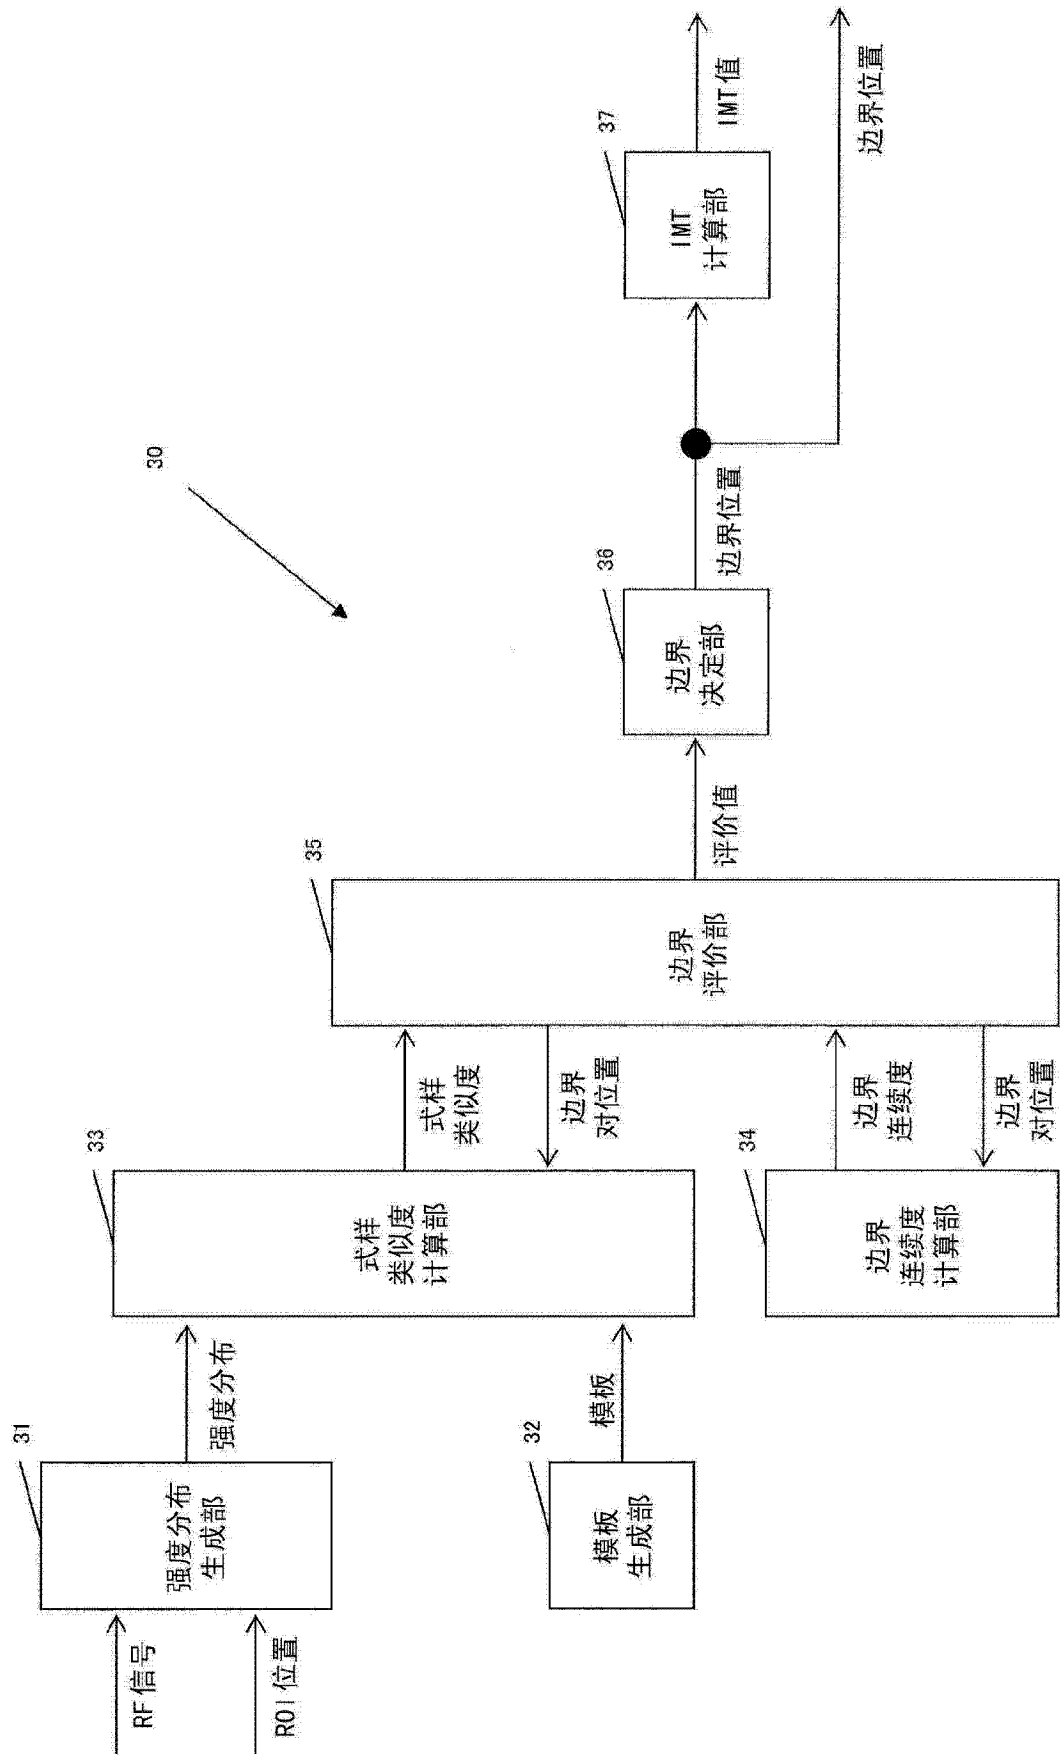 30
RF信号
ROI位置
31
强度分布
生成部
强度分布
32
模板
生成部
模板
33
式样
类似度
计算部
式样
类似度
边界
对位置
34
边界
连续度
计算部
边界
连续度
边界
对位置
35
边界
评价部
评价值
36
边界
决定部
边界位置
37
IMT
计算部
IMT值
边界位置